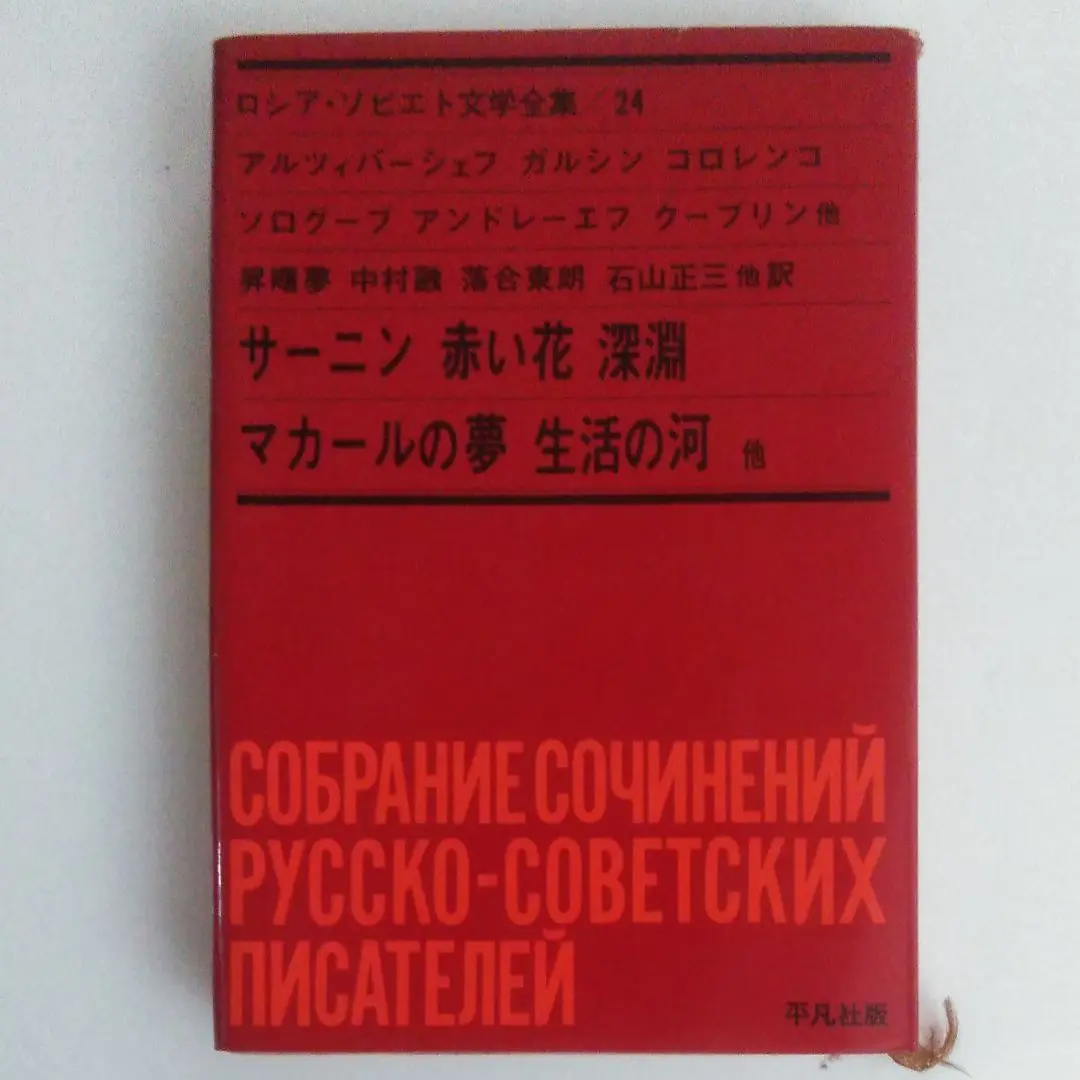 ロシア・ソビエト文学全集／24
アルツィバーシェフ ガルシン コロレンコ
ソログープ アンドレーエフ クープリン他
昇曙夢 中村融 落合東朗 石山正三他訳
サーニン 赤い花 深淵
マカールの夢 生活の河 他
СОБРАНИЕ СОЧИНЕНИЙ
РУССКО-СОВЕТСКИХ
ПИСАТЕЛЕЙ
平凡社版